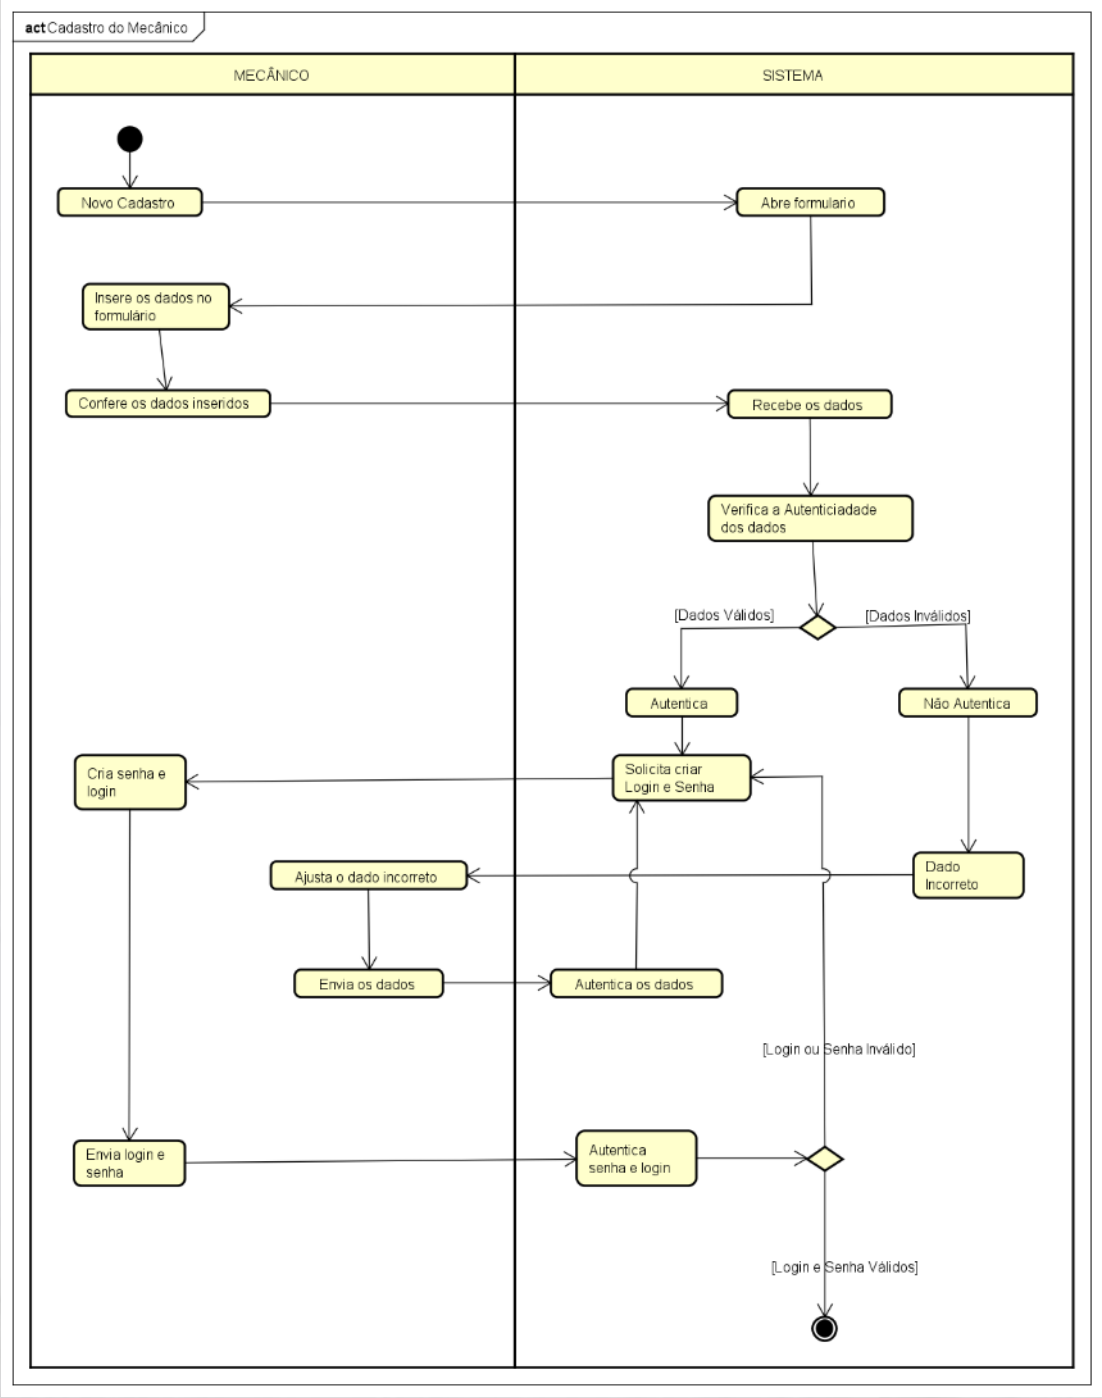 act Cadastro do Mecânico
MECÂNICO
SISTEMA
Novo Cadastro
Abre formulario
Insere os dados no
formulário
Confere os dados inseridos
Recebe os dados
Verifica a Autenticiadade
dos dados
[Dados Válidos]
[Dados Inválidos]
Autentica
Não Autentica
Cria senha e
login
Solicita criar
Login e Senha
Ajusta o dado incorreto
Dado
Incorreto
Envia os dados
Autentica os dados
[Login ou Senha Inválido]
Envia login e
senha
Autentica
senha e login
[Login e Senha Válidos]